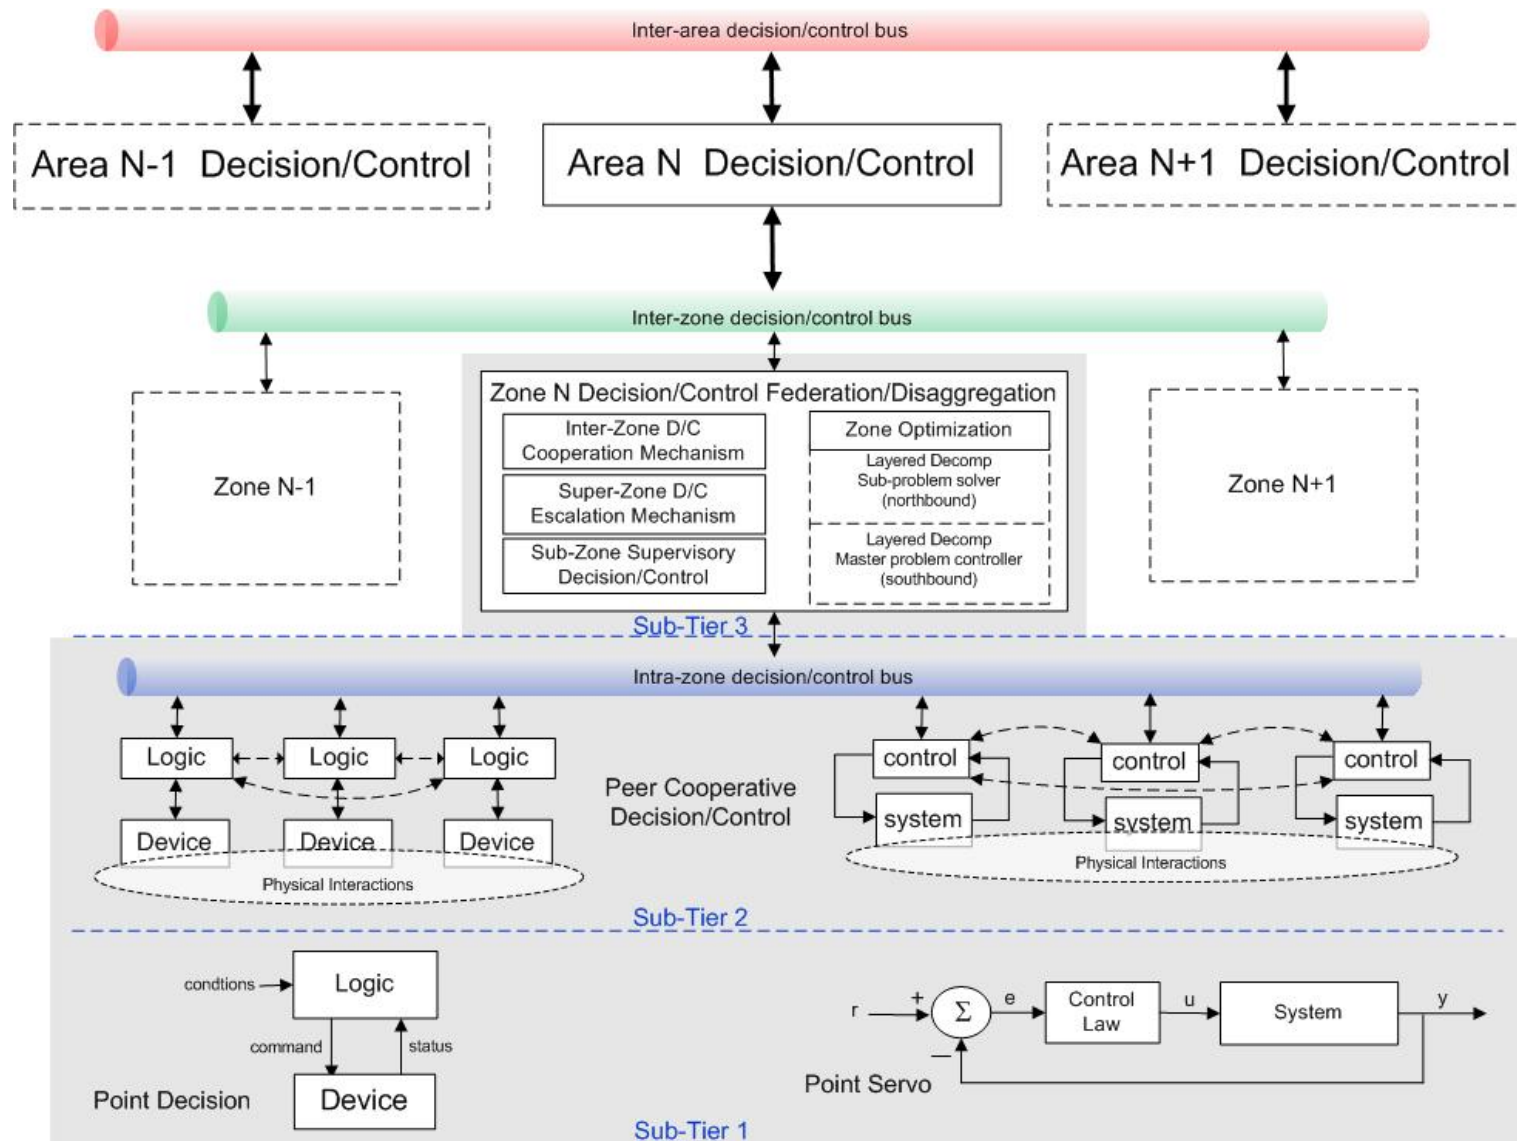 Inter-area decision/control bus
Area N-1 Decision/Control
Area N Decision/Control
Area N+1 Decision/Control
Inter-zone decision/control bus
Zone N-1
Zone N Decision/Control Federation/Disaggregation
Inter-Zone D/C
Cooperation Mechanism
Super-Zone D/C
Escalation Mechanism
Sub-Zone Supervisory
Decision/Control
Zone Optimization
Layered Decomp
Sub-problem solver
(northbound)
Layered Decomp
Master problem controller
(southbound)
Zone N+1
Sub-Tier 3
Intra-zone decision/control bus
Logic
Logic
Logic
Device
Device
Device
Physical Interactions
Peer Cooperative
Decision/Control
control
control
control
system
system
system
Physical Interactions
Sub-Tier 2
condtions
Logic
command
status
Device
Point Decision
r
+
Σ
—
e
Control
Law
u
System
y
Point Servo
Sub-Tier 1